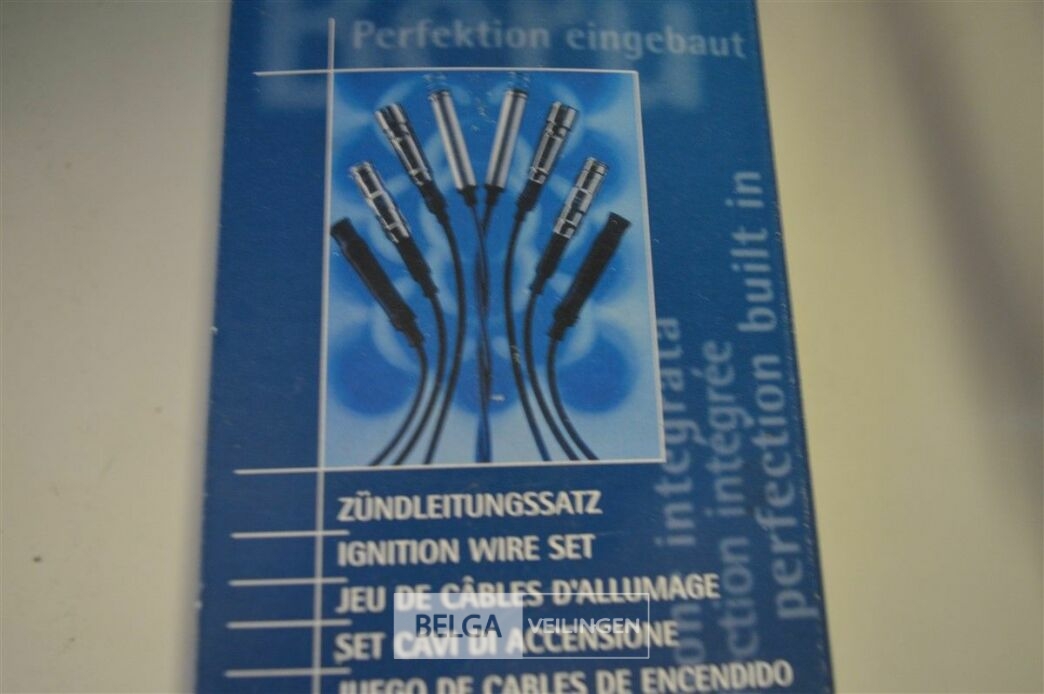 Perfektion eingebaut
ZÜNDLEITUNGSSATZ
IGNITION WIRE SET
JEU DE CÂBLES D'ALLUMAGE
SET CAVI DI ACCENSIONE
JUEGO DE CABLES DE ENCENDIDO
integrata
intégrée
perfection built in
BELGA VEILINGEN